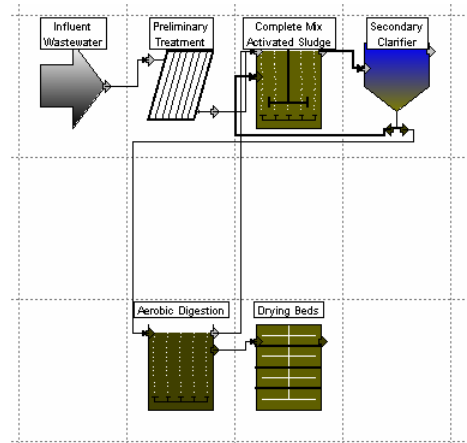 Influent
Wastewater
Preliminary
Treatment
Complete Mix
Activated Sludge
Secondary
Clarifier
Aerobic Digestion
Drying Beds